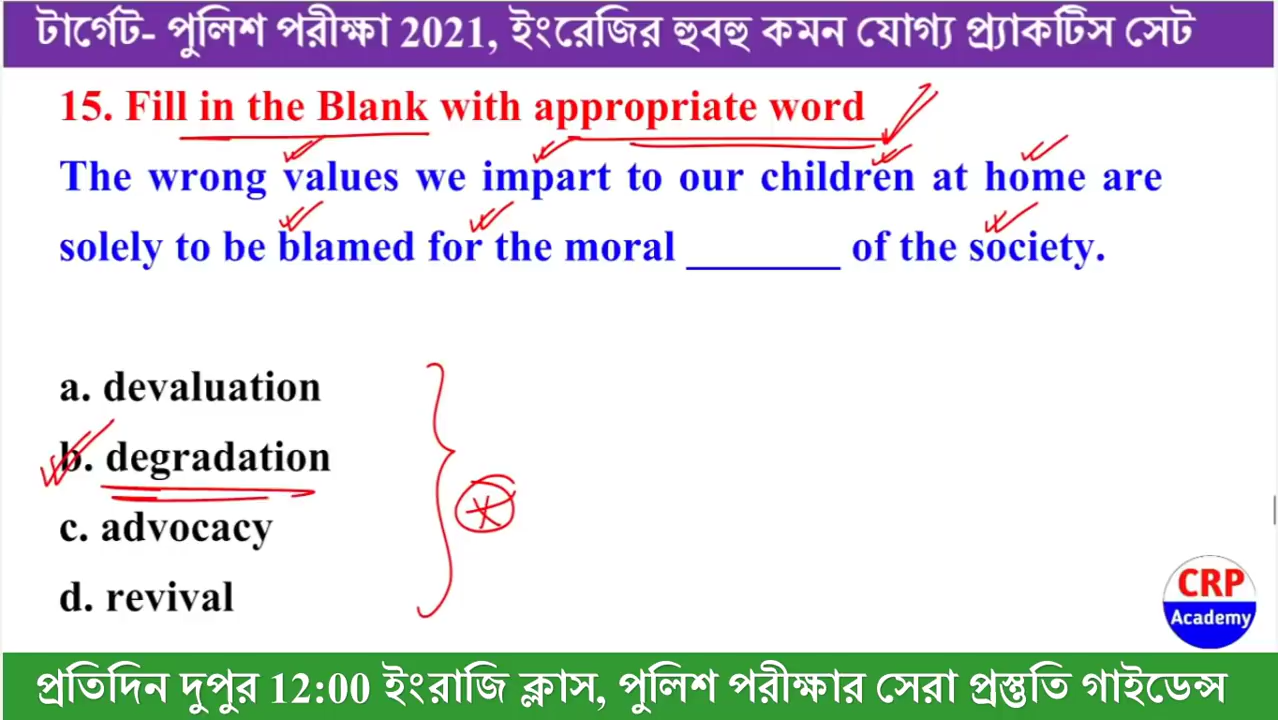 টার্গেট- পুলিশ পরীক্ষা 2021, ইংরেজির হুবহু কমন যোগ্য প্র্যাকটিস সেট
15. Fill in the Blank with appropriate word
The wrong values we impart to our children at home are
solely to be blamed for the moral _______ of the society.
a. devaluation
b. degradation
c. advocacy
d. revival
CRP
Academy
প্রতিদিন দুপুর 12:00 ইংরাজি ক্লাস, পুলিশ পরীক্ষার সেরা প্রস্তুতি গাইডেন্স